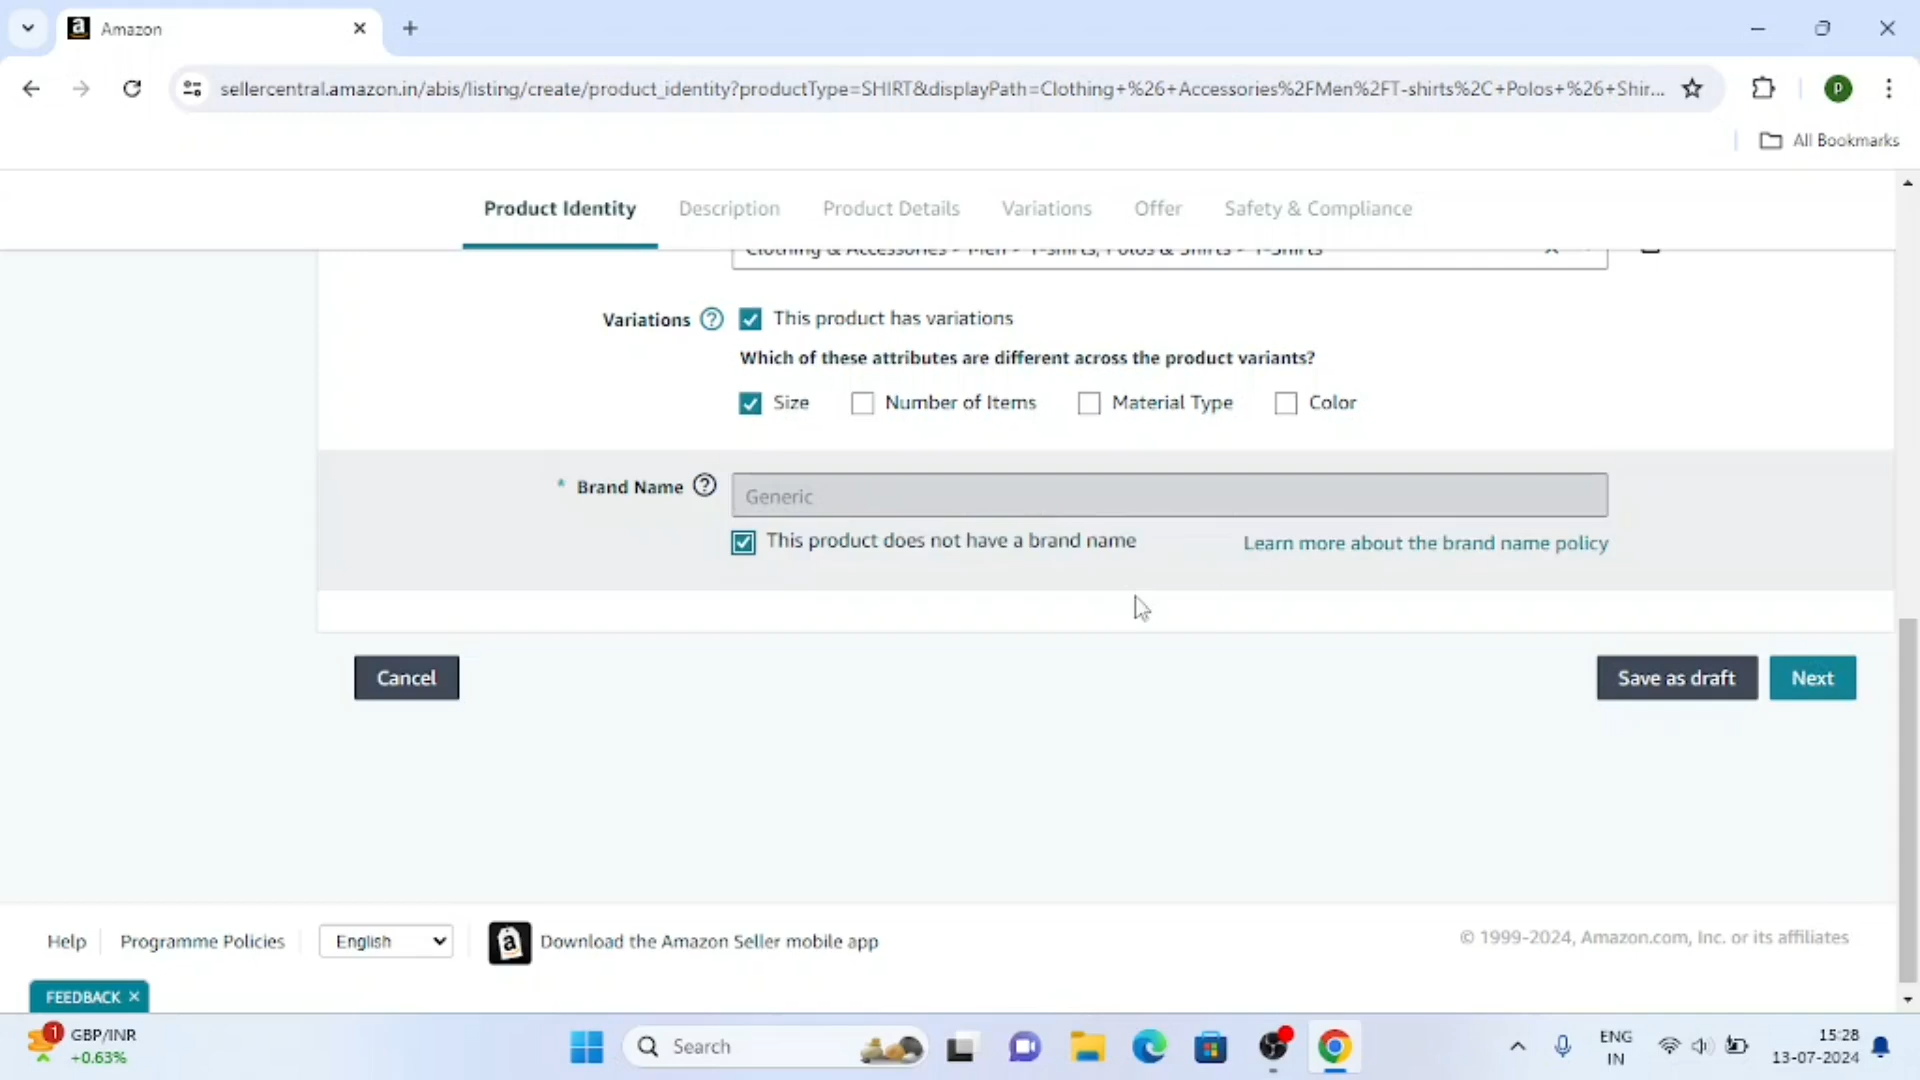 Amazon
sellercentral.amazon.in/abis/listing/create/product_identity?productType=SHIRT&displayPath=Clothing+%26+Accessories%2FMen%2FT-shirts%2C+Polos+%26+Shir...
P
All Bookmarks
Product Identity Description Product Details Variations Offer Safety & Compliance
Clothing & Accessories > Men > T-shirts, Polos & Shirts > T-Shirts
Variations ? This product has variations
Which of these attributes are different across the product variants?
Size Number of Items Material Type Color
* Brand Name ? Generic
This product does not have a brand name Learn more about the brand name policy
Cancel Save as draft Next
Help Programme Policies English Download the Amazon Seller mobile app © 1999-2024, Amazon.com, Inc. or its affiliates
FEEDBACK ×
1 GBP/INR
+0.63%
Search
ENG
IN
15:28
13-07-2024